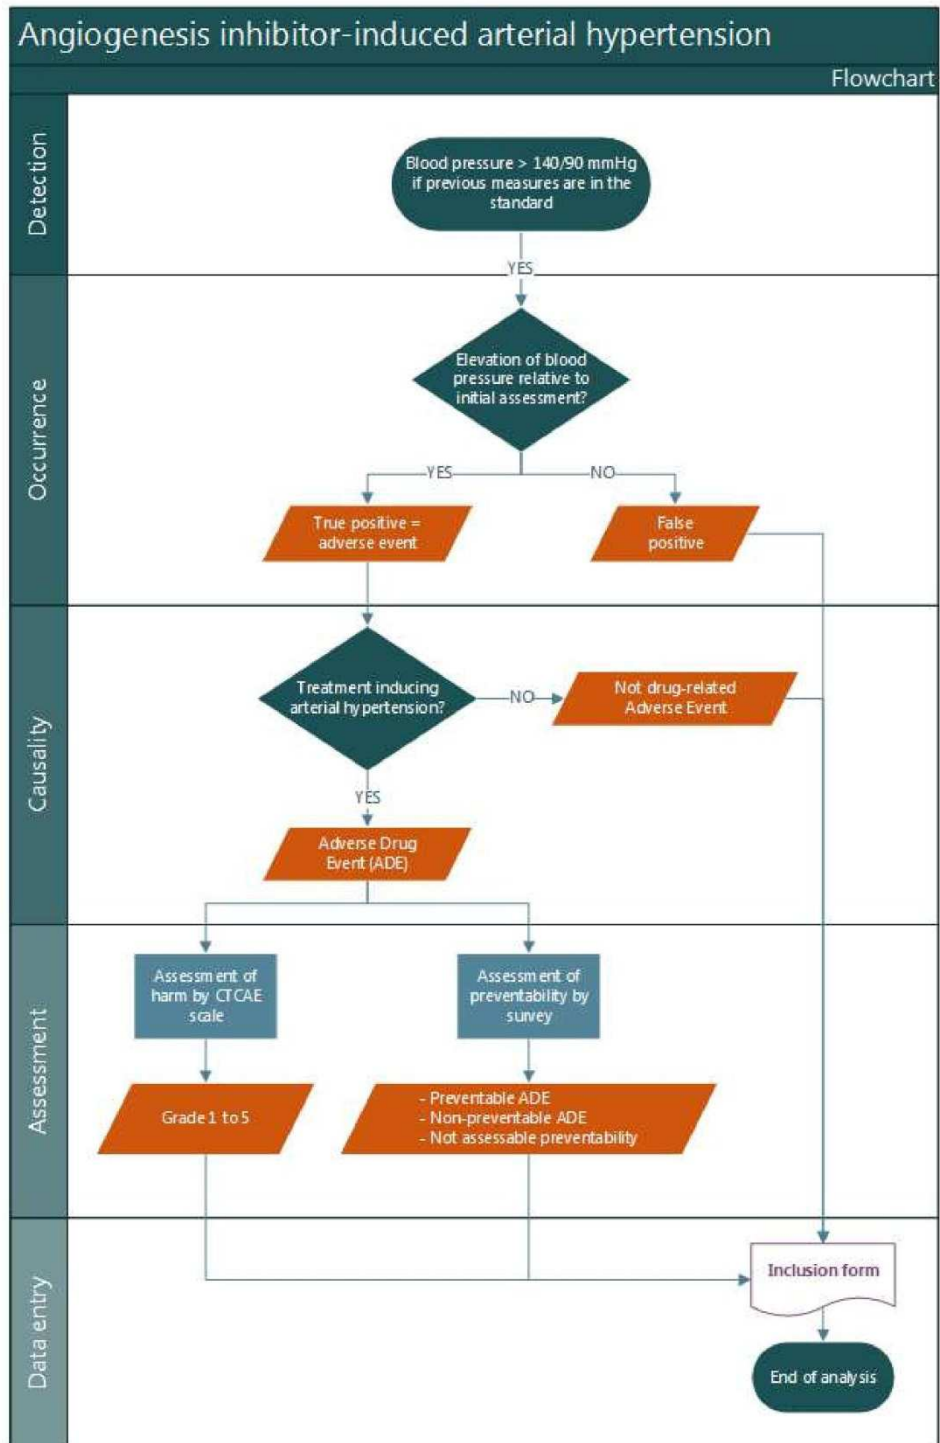 Angiogenesis inhibitor-induced arterial hypertension
Flowchart
Detection
Blood pressure > 140/90 mmHg
if previous measures are in the
standard
YES
Occurrence
Elevation of blood
pressure relative to
initial assessment?
YES
NO
True positive =
adverse event
False
positive
Causality
Treatment inducing
arterial hypertension?
NO
Not drug-related
Adverse Event
YES
Adverse Drug
Event (ADE)
Assessment
Assessment of
harm by CTCAE
scale
Assessment of
preventability by
survey
Grade 1 to 5
- Preventable ADE
- Non-preventable ADE
- Not assessable preventability
Data entry
Inclusion form
End of analysis